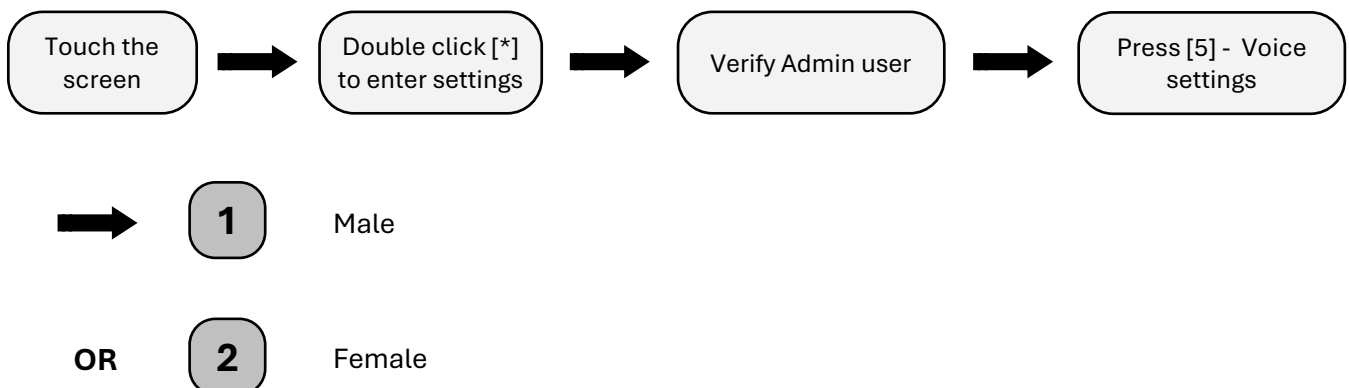 Touch the
screen
Double click [*]
to enter settings
Verify Admin user
Press [5] - Voice
settings
1 Male
OR 2 Female